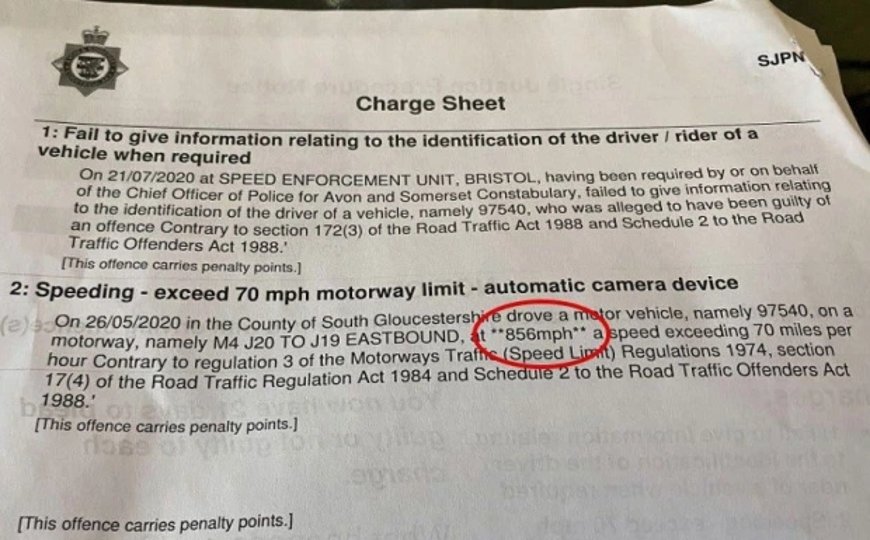 SJPN
Charge Sheet
1: Fail to give information relating to the identification of the driver / rider of a
vehicle when required
On 21/07/2020 at SPEED ENFORCEMENT UNIT, BRISTOL, having been required by or on behalf
of the Chief Officer of Police for Avon and Somerset Constabulary, failed to give information relating
to the identification of the driver of a vehicle, namely 97540, who was alleged to have been guilty of
an offence Contrary to section 172(3) of the Road Traffic Act 1988 and Schedule 2 to the Road
Traffic Offenders Act 1988.'
[This offence carries penalty points.]
2: Speeding - exceed 70 mph motorway limit - automatic camera device
On 26/05/2020 in the County of South Gloucestershire drove a motor vehicle, namely 97540, on a
motorway, namely M4 J20 TO J19 EASTBOUND, at **856mph** a speed exceeding 70 miles per
hour Contrary to regulation 3 of the Motorways Traffic (Speed Limit) Regulations 1974, section
17(4) of the Road Traffic Regulation Act 1984 and Schedule 2 to the Road Traffic Offenders Act
1988.'
[This offence carries penalty points.]
[This offence carries penalty points.]